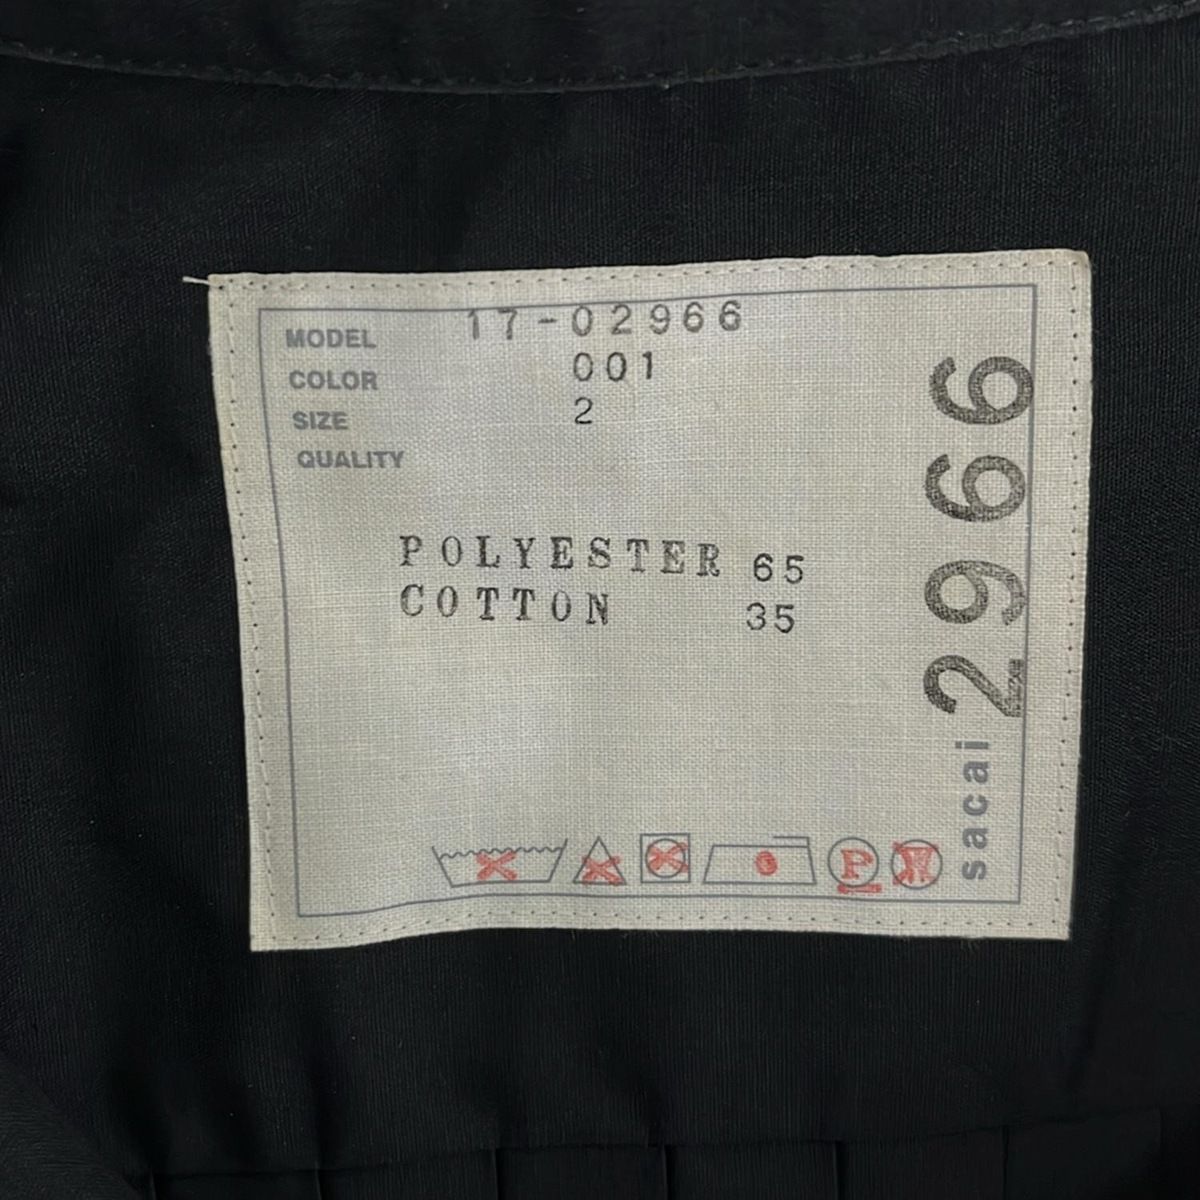 MODEL 17-02966
COLOR 001
SIZE 2
QUALITY
POLYESTER 65
COTTON 35
P
sacai 2966